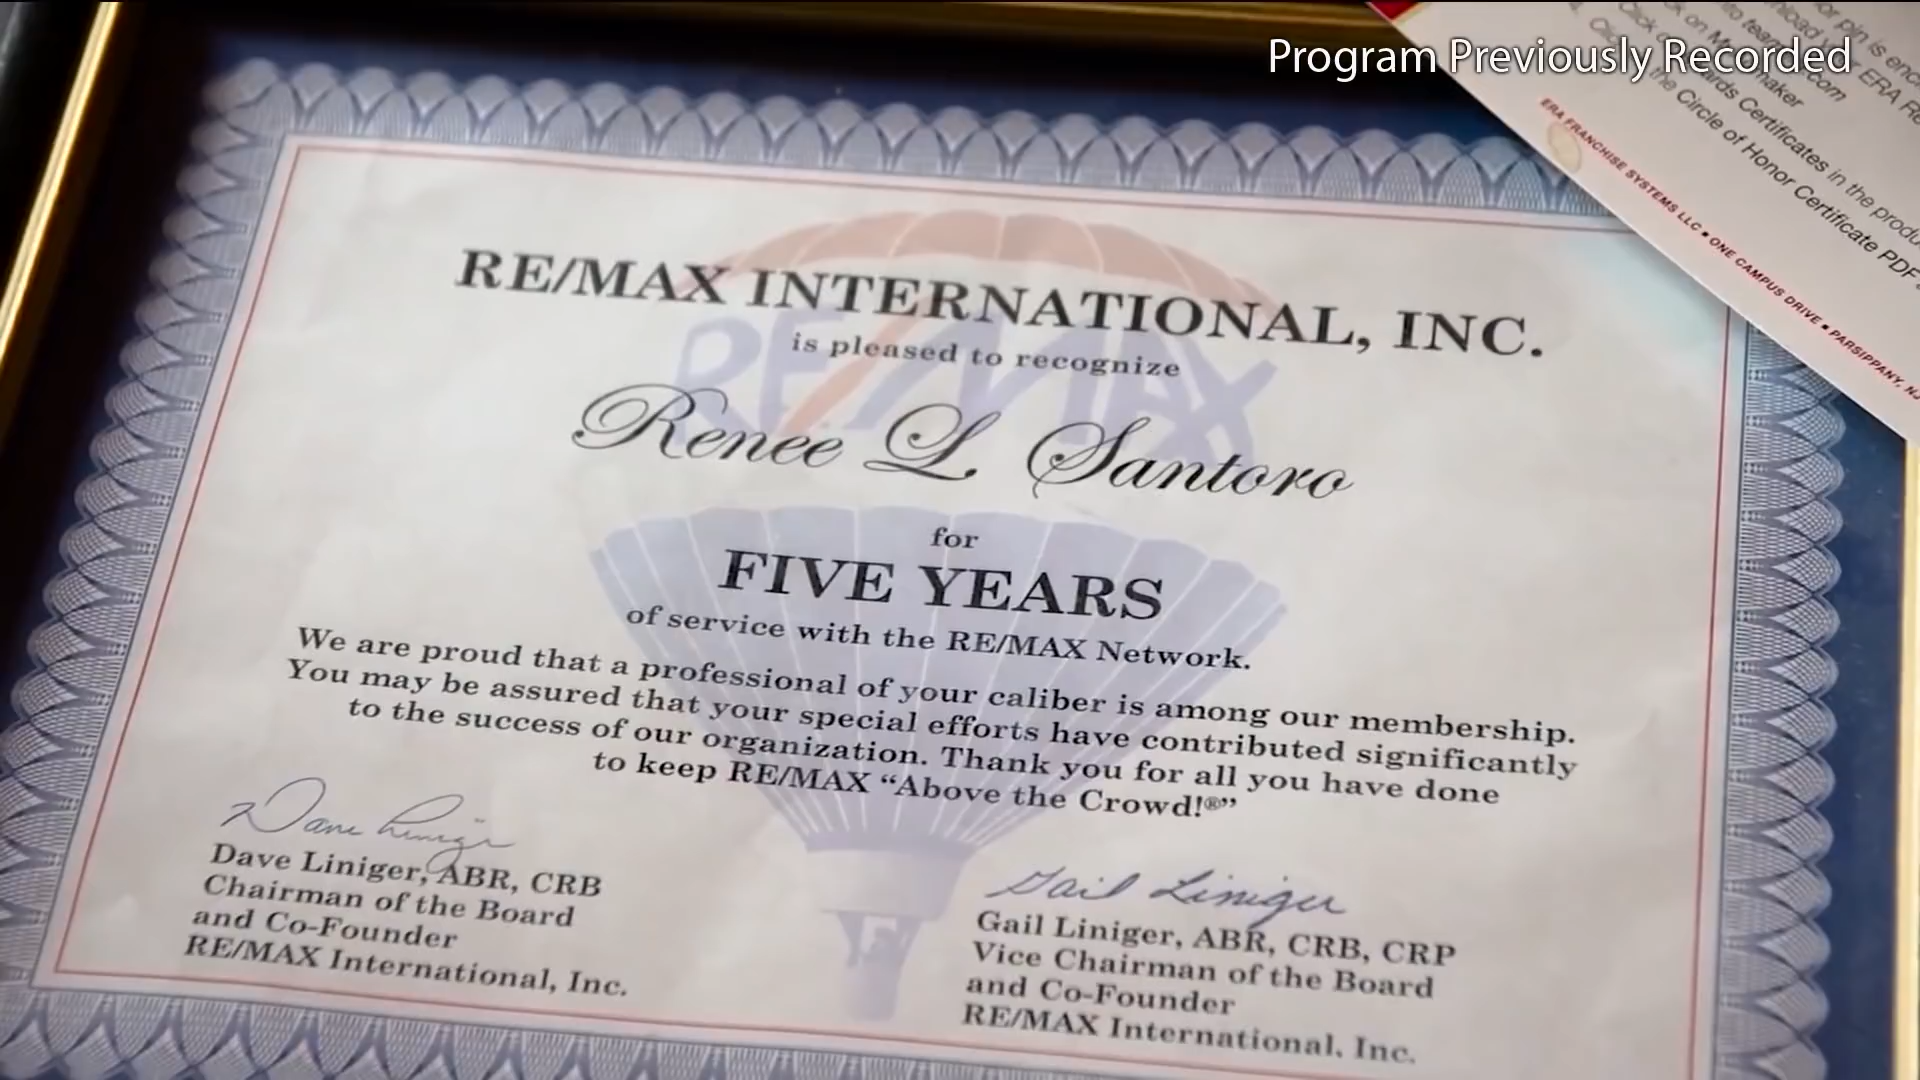 Program Previously Recorded
the Circle of Honor Certificate PDF
ERA FRANCHISE SYSTEMS LLC • ONE CAMPUS DRIVE • PARSIPPANY, NJ
RE/MAX INTERNATIONAL, INC.
is pleased to recognize
RE/MAX
Renee L. Santoro
for
FIVE YEARS
of service with the RE/MAX Network.
We are proud that a professional of your caliber is among our membership.
You may be assured that your special efforts have contributed significantly
to the success of our organization. Thank you for all you have done
to keep RE/MAX “Above the Crowd!®”
Dave Liniger
Dave Liniger, ABR, CRB
Chairman of the Board
and Co-Founder
RE/MAX International, Inc.
Gail Liniger
Gail Liniger, ABR, CRB, CRP
Vice Chairman of the Board
and Co-Founder
RE/MAX International, Inc.